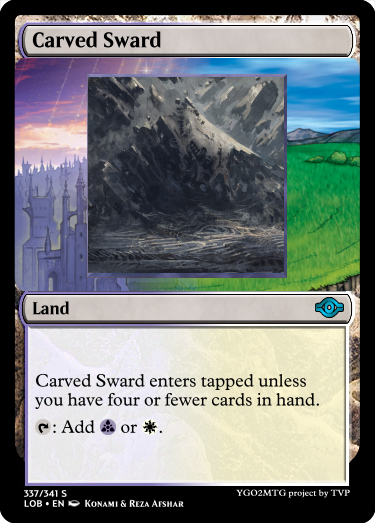 Carved Sward
Land
Carved Sward enters tapped unless
you have four or fewer cards in hand.
: Add or .
337/341 S
LOB • EN KONAMI & REZA AFSHAR
YGO2MTG project by TVP